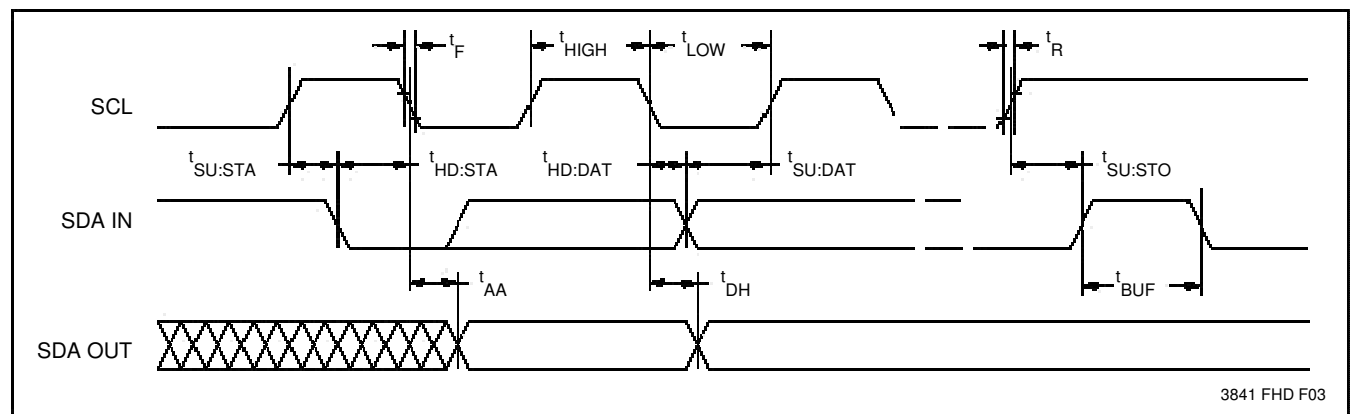 tF
tHIGH
tLOW
tR
SCL
tSU:STA
tHD:STA
tHD:DAT
tSU:DAT
tSU:STO
SDA IN
tAA
tDH
tBUF
SDA OUT
3841 FHD F03